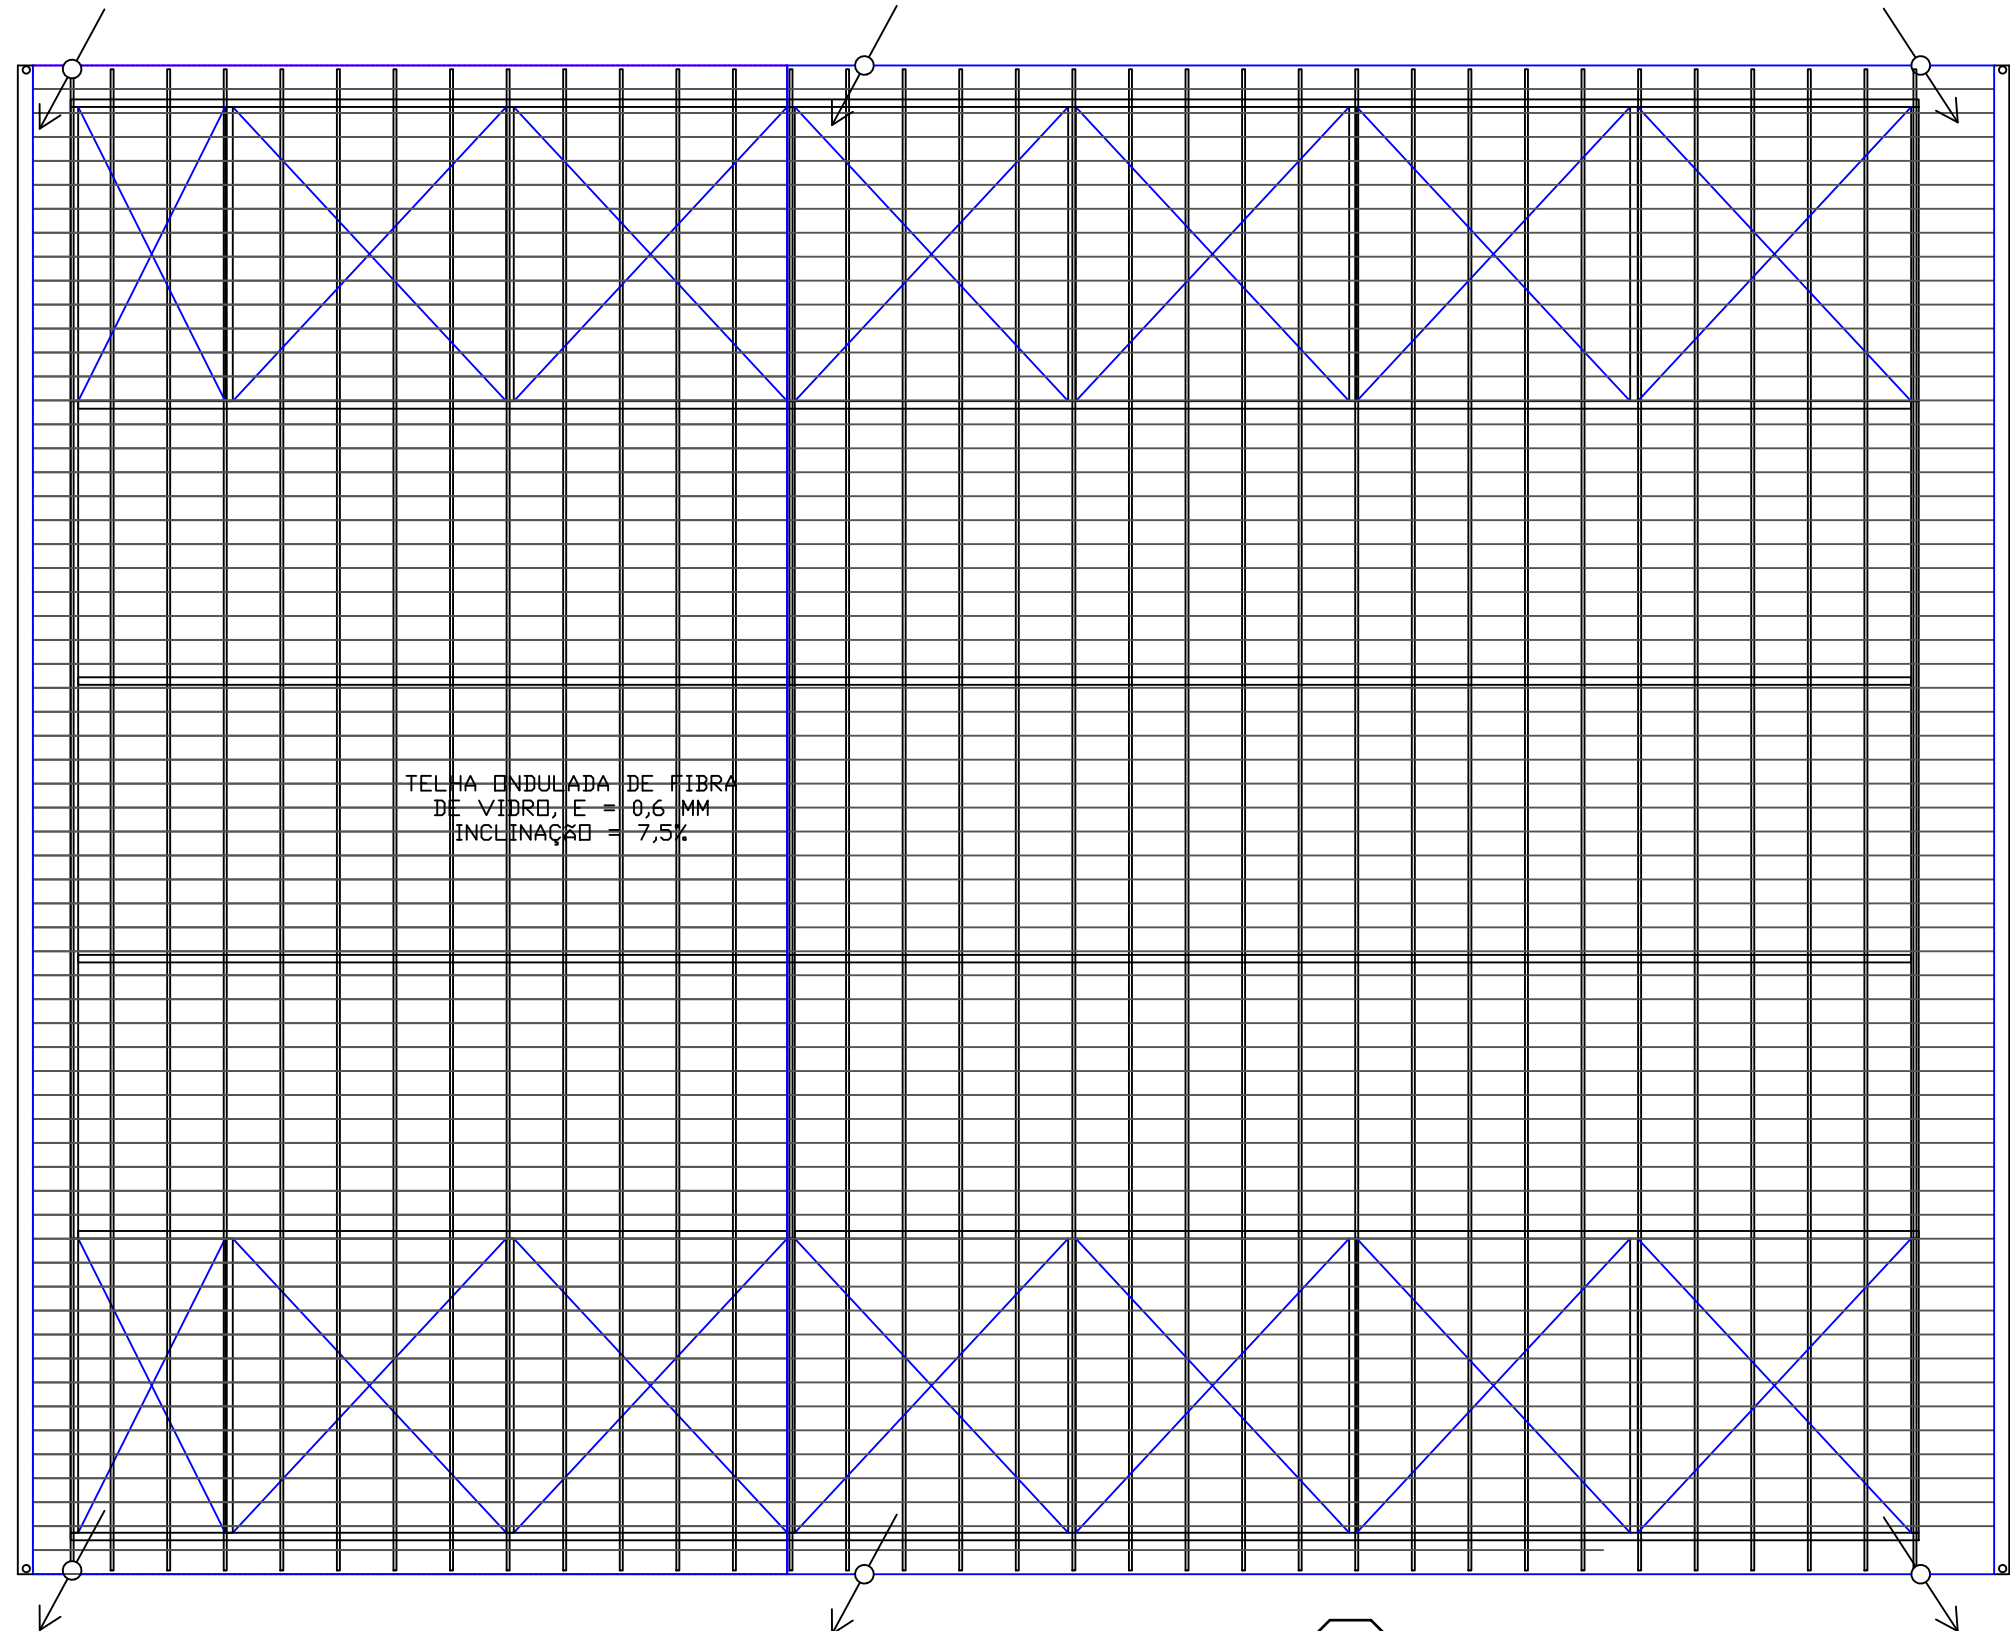 TELHA ONDULADA DE FIBRA
DE VIDRO, E = 0,6 MM
INCLINAÇÃO = 7,5%